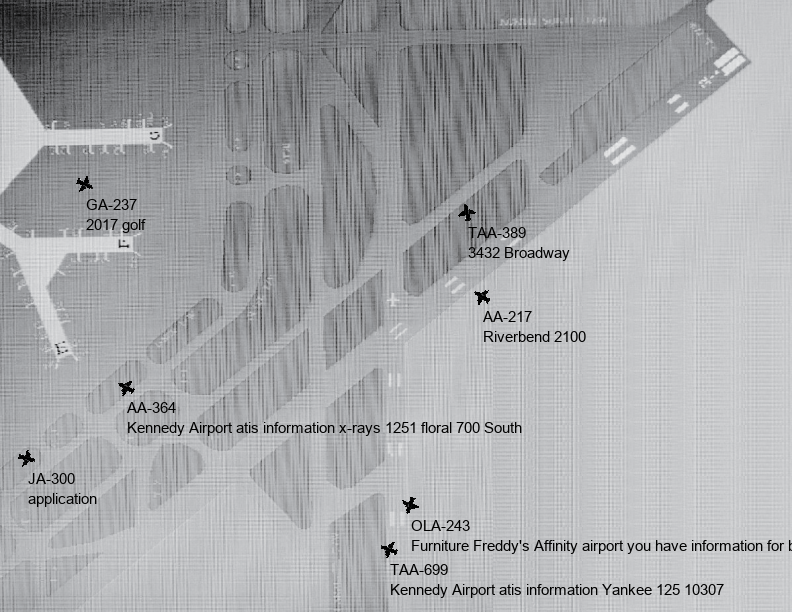 G
GA-237
2017 golf
F
TAA-389
3432 Broadway
AA-217
Riverbend 2100
AA-364
Kennedy Airport atis information x-rays 1251 floral 700 South
JA-300
application
OLA-243
Furniture Freddy's Affinity airport you have information for b
TAA-699
Kennedy Airport atis information Yankee 125 10307